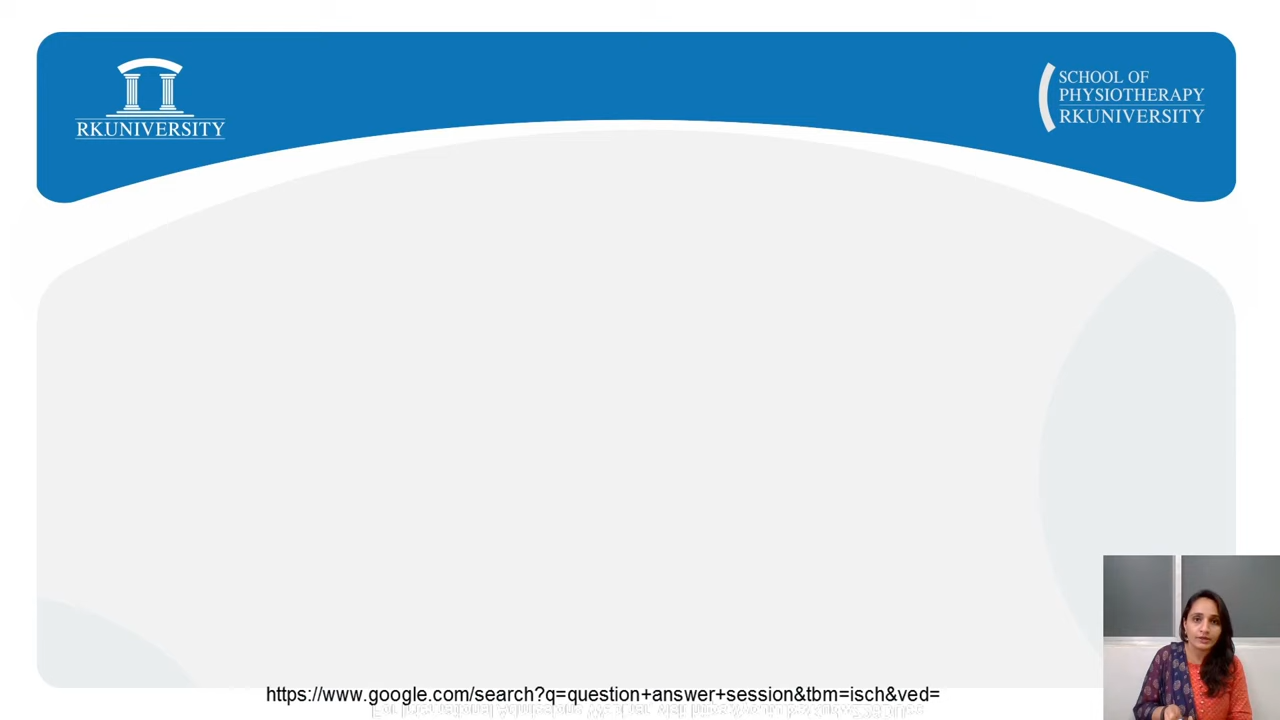 RKUNIVERSITY
SCHOOL OF
PHYSIOTHERAPY
RKUNIVERSITY
https://www.google.com/search?q=question+answer+session&tbm=isch&ved=